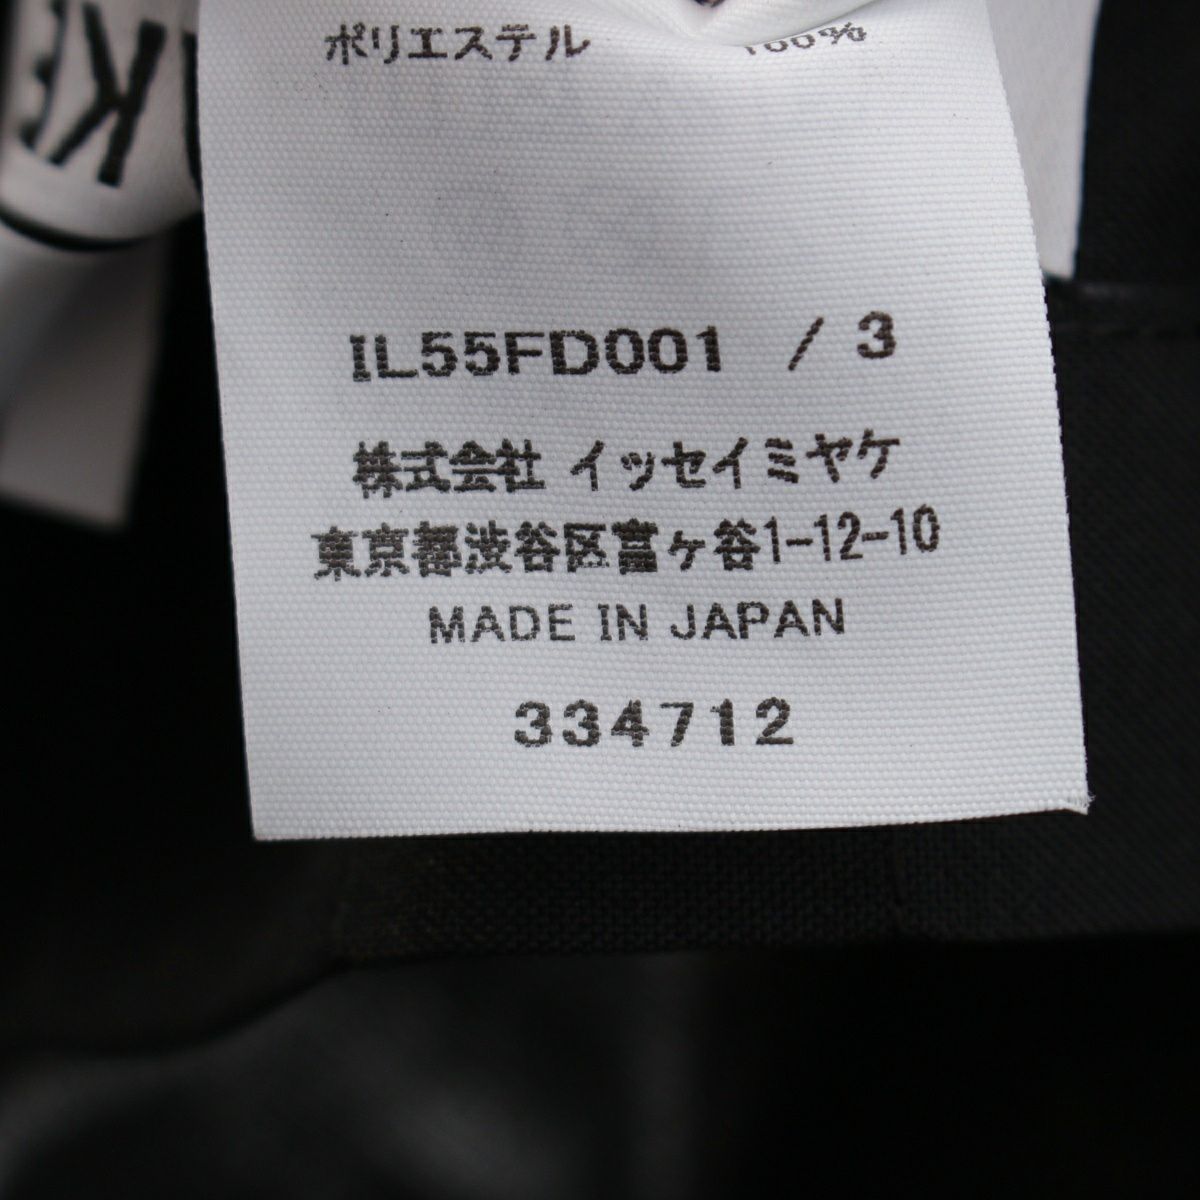 ポリエステル 100%
IL55FD001 / 3
株式会社 イッセイミヤケ
東京都渋谷区富ヶ谷1-12-10
MADE IN JAPAN
334712